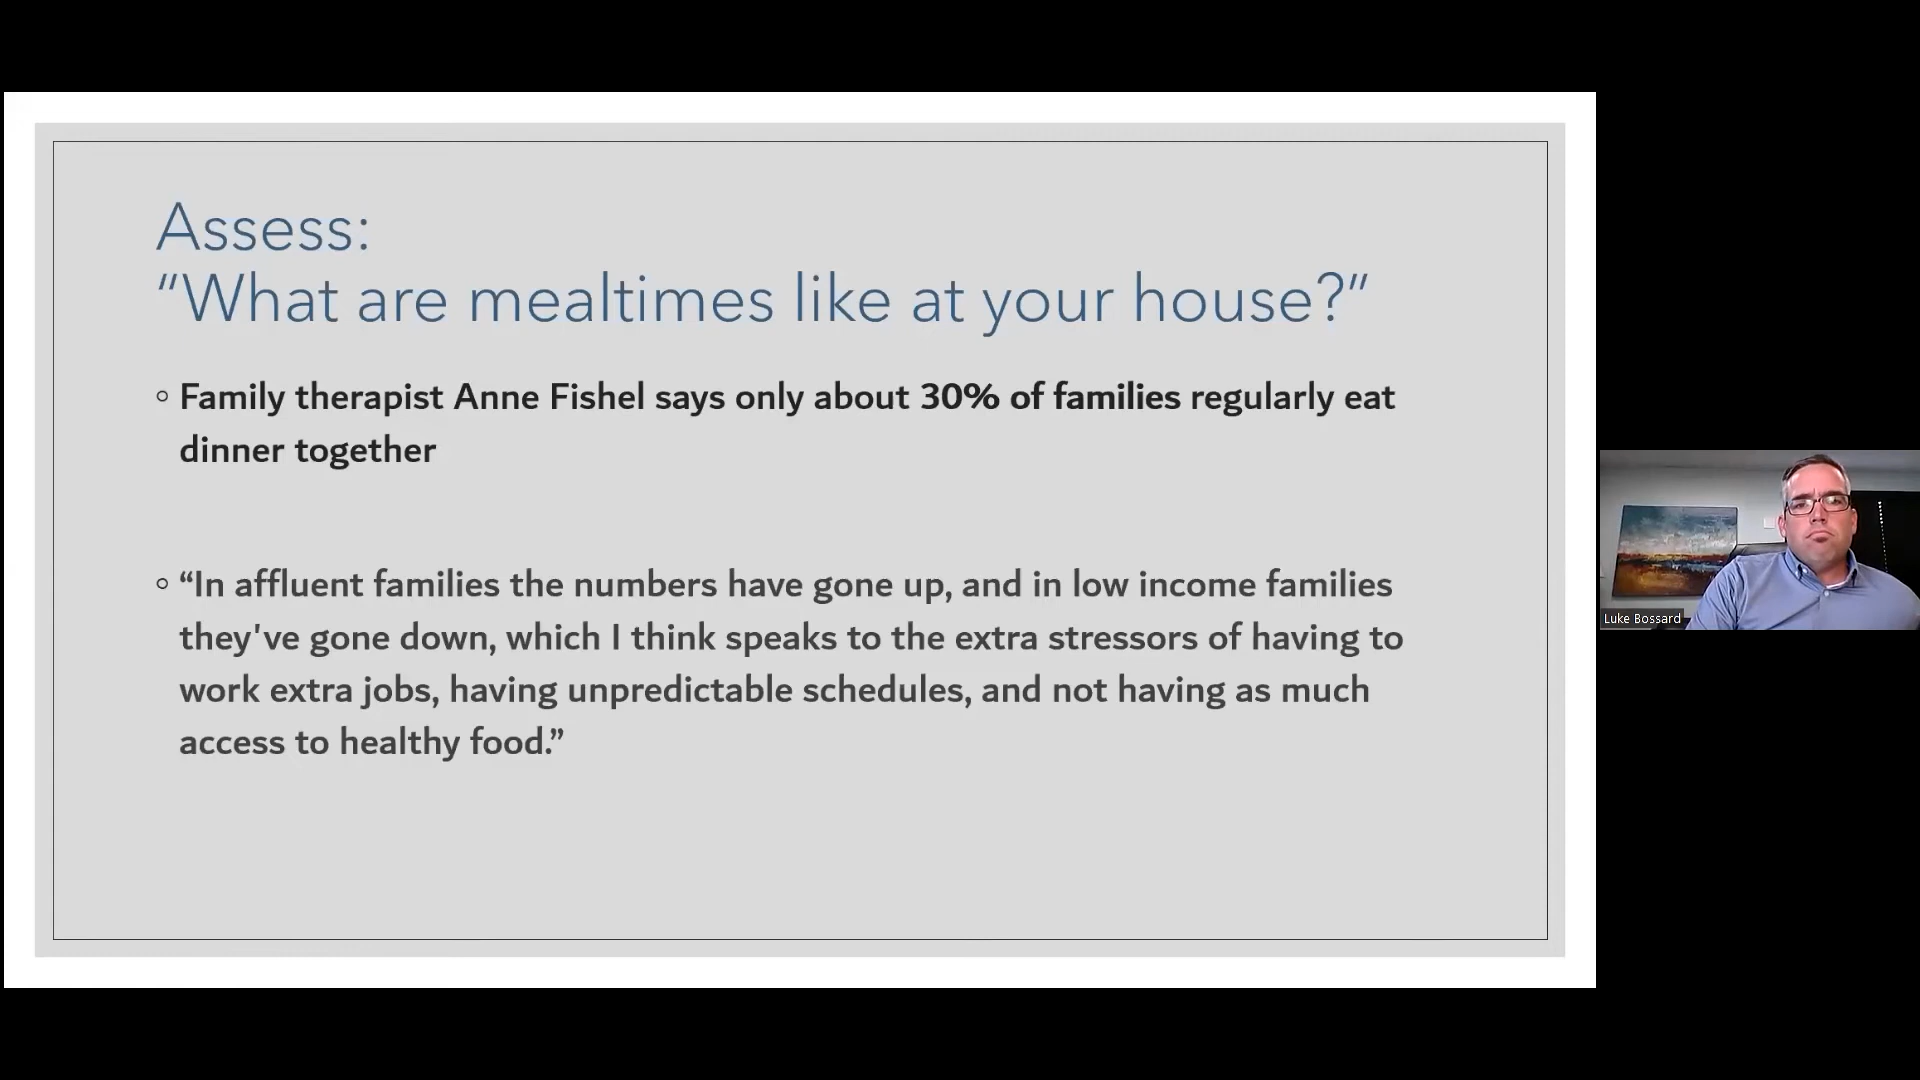 Assess:
“What are mealtimes like at your house?”
◦ Family therapist Anne Fishel says only about 30% of families regularly eat
dinner together
◦ “In affluent families the numbers have gone up, and in low income families
they've gone down, which I think speaks to the extra stressors of having to
work extra jobs, having unpredictable schedules, and not having as much
access to healthy food.”
Luke Bossard